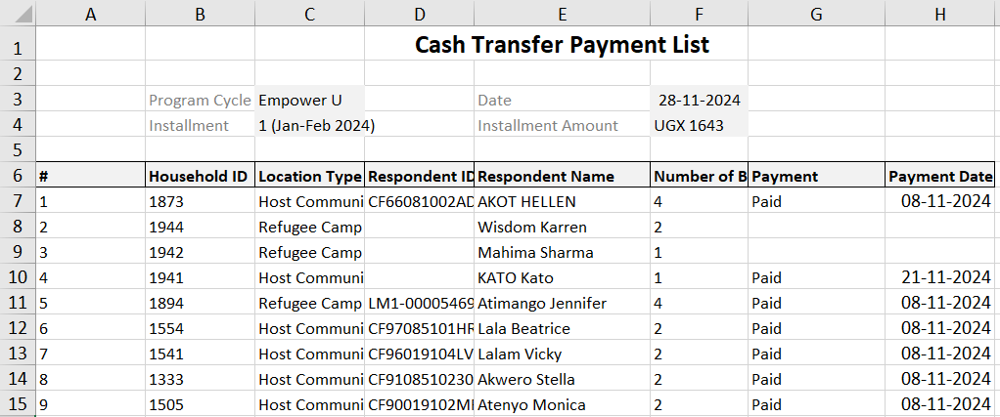 A B C D E F G H
1 Cash Transfer Payment List
2
3 Program Cycle Empower U Date 28-11-2024
4 Installment 1 (Jan-Feb 2024) Installment Amount UGX 1643
5
6 # Household ID Location Type Respondent ID Respondent Name Number of B Payment Payment Date
7 1 1873 Host Communi CF66081002AD AKOT HELLEN 4 Paid 08-11-2024
8 2 1944 Refugee Camp Wisdom Karren 2
9 3 1942 Refugee Camp Mahima Sharma 1
10 4 1941 Host Communi KATO Kato 1 Paid 21-11-2024
11 5 1894 Refugee Camp LM1-00005469 Atimango Jennifer 4 Paid 08-11-2024
12 6 1554 Host Communi CF97085101HR Lala Beatrice 2 Paid 08-11-2024
13 7 1541 Host Communi CF96019104LV Lalam Vicky 2 Paid 08-11-2024
14 8 1333 Host Communi CF9108510230 Akwero Stella 2 Paid 08-11-2024
15 9 1505 Host Communi CF90019102M Atenyo Monica 2 Paid 08-11-2024